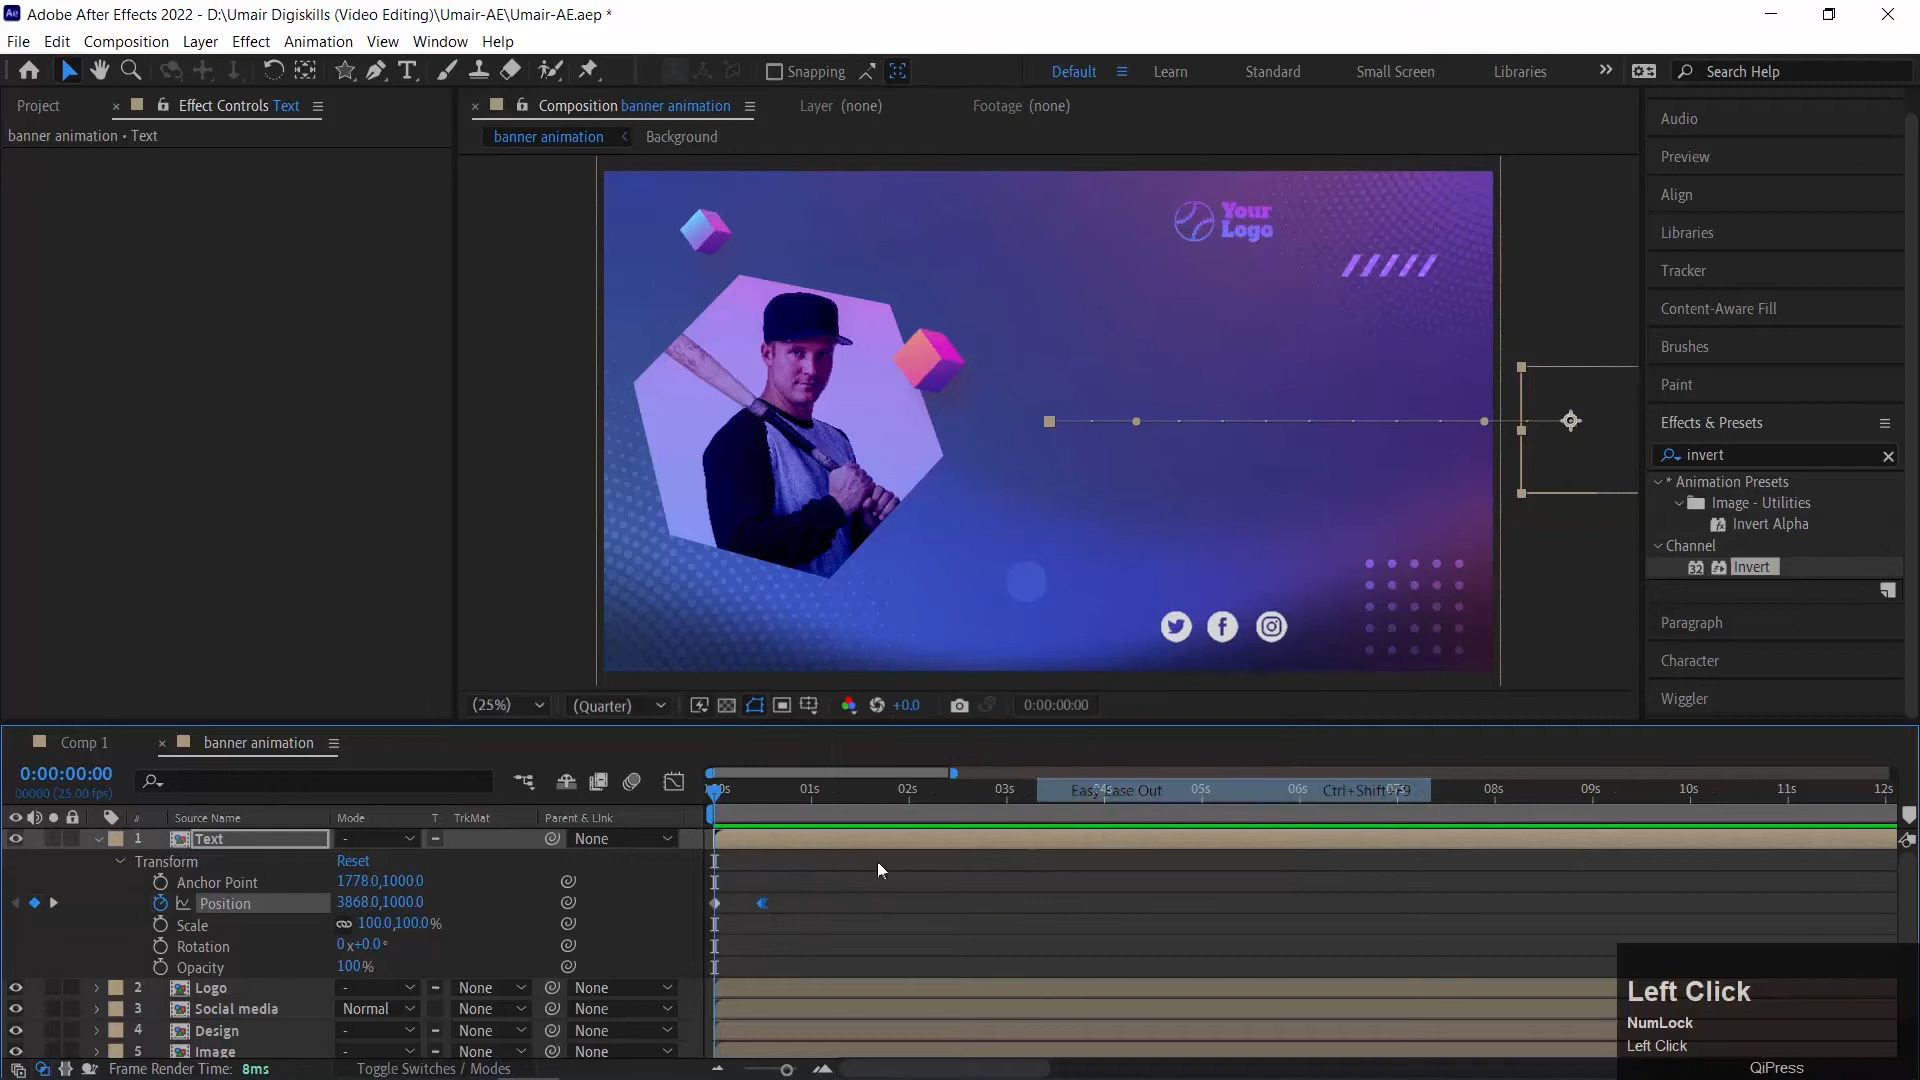 Adobe After Effects 2022 - D:\Umair Digiskills (Video Editing)\Umair-AE\Umair-AE.aep *
File Edit Composition Layer Effect Animation View Window Help
Snapping Default Learn Standard Small Screen Libraries Search Help
Project Effect Controls Text Composition banner animation Layer (none) Footage (none)
banner animation • Text
banner animation Background
Your
Logo
Audio
Preview
Align
Libraries
Tracker
Content-Aware Fill
Brushes
Paint
Effects & Presets
invert
* Animation Presets
Image - Utilities
Invert Alpha
Channel
32 Invert
Paragraph
Character
Wiggler
(25%) (Quarter) +0.0 0:00:00:00
Comp 1 banner animation
0:00:00:00
00000 (25.00 fps)
00s 01s 02s 03s 04s 05s 06s 07s 08s 09s 10s 11s 12s
Easy Ease Out Ctrl+Shift+F9
# Source Name Mode T TrkMat Parent & Link
1 Text - None
Transform Reset
Anchor Point 1778.0,1000.0
Position 3868.0,1000.0
Scale 100.0,100.0%
Rotation 0x+0.0°
Opacity 100%
2 Logo - None None
3 Social media Normal None None
4 Design - None None
5 Image - None None
Frame Render Time: 8ms Toggle Switches / Modes
Left Click
NumLock
Left Click
QiPress